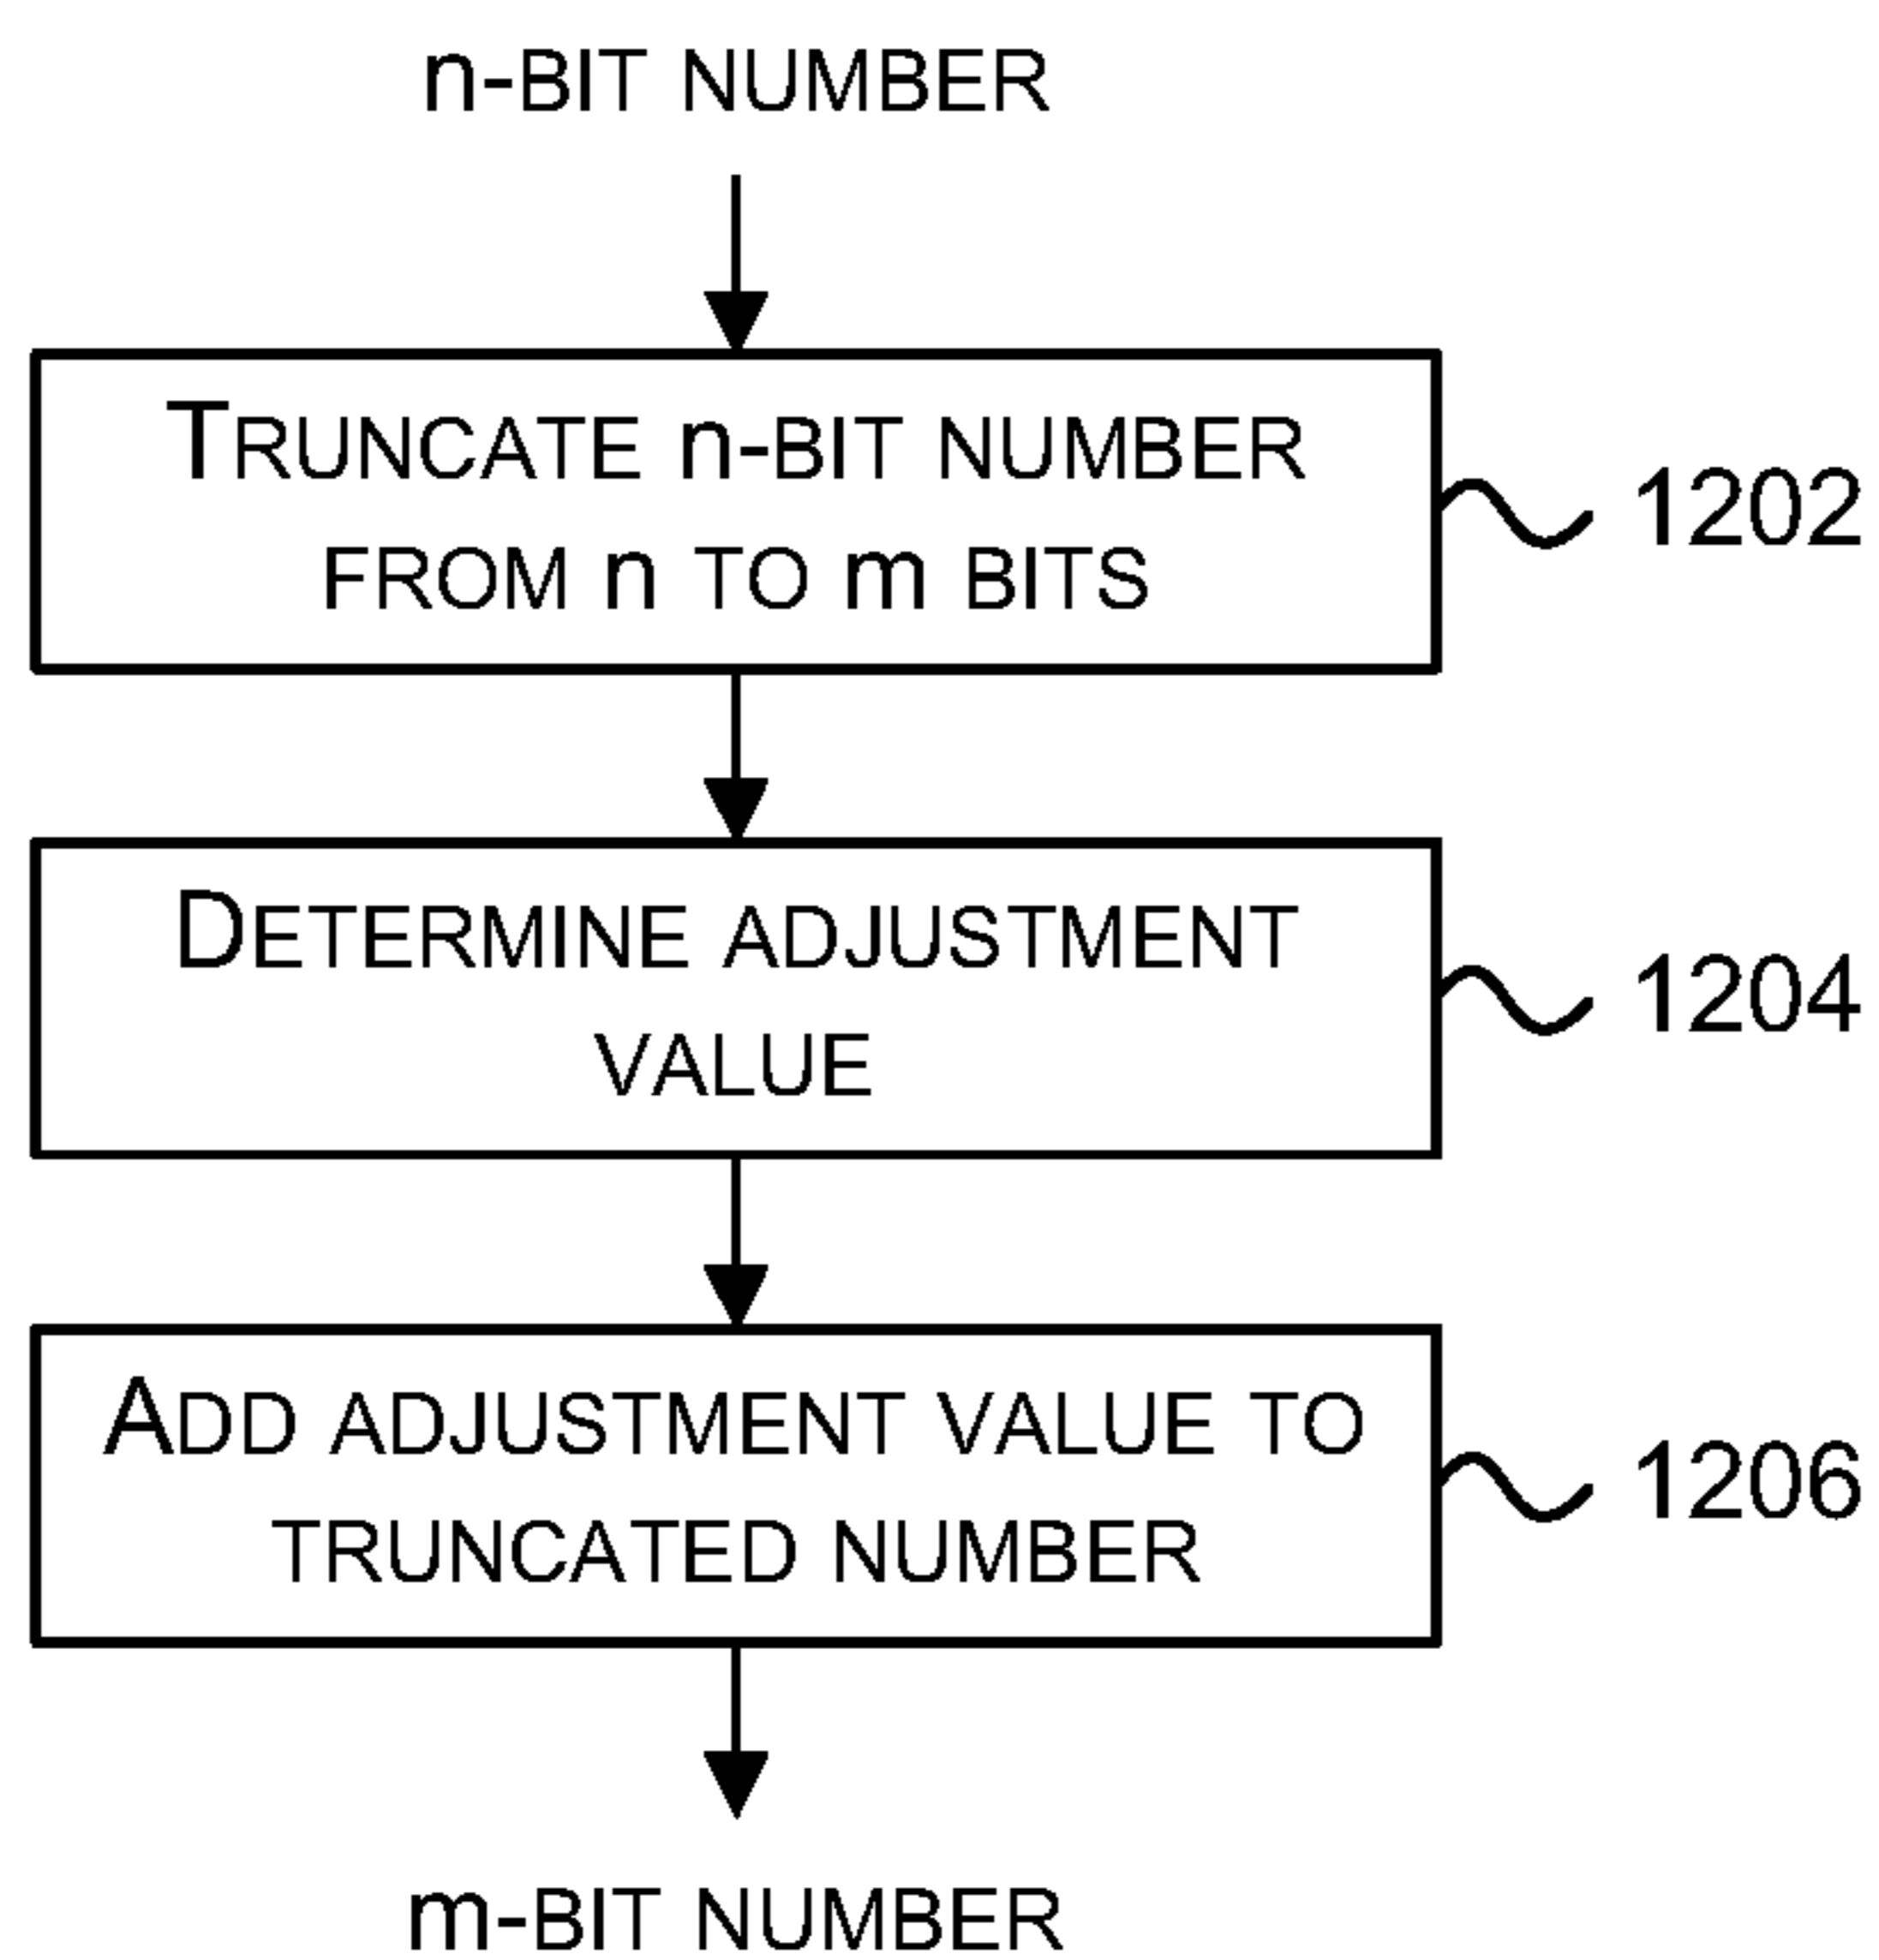 n-BIT NUMBER
TRUNCATE n-BIT NUMBER
FROM n TO m BITS
1202
DETERMINE ADJUSTMENT
VALUE
1204
ADD ADJUSTMENT VALUE TO
TRUNCATED NUMBER
1206
m-BIT NUMBER